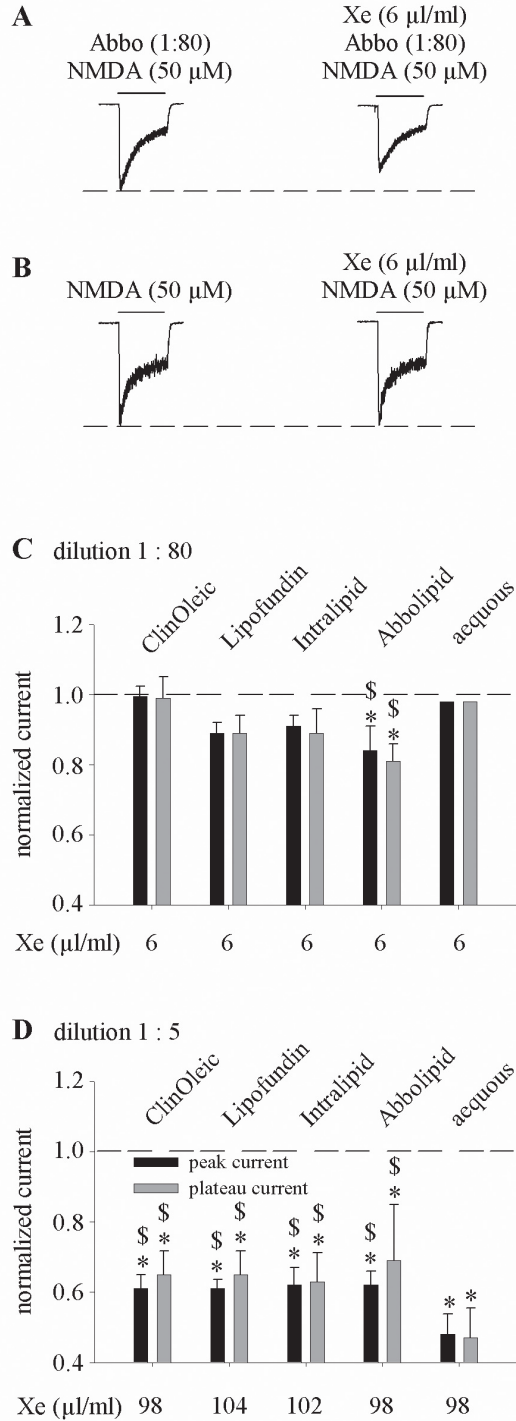 A
Abbo (1:80)
NMDA (50 µM)
Xe (6 µl/ml)
Abbo (1:80)
NMDA (50 µM)
B
NMDA (50 µM)
Xe (6 µl/ml)
NMDA (50 µM)
C dilution 1 : 80
ClinOleic
Lipofundin
Intralipid
Abbolipid
aequous
normalized current
1.2
1.0
0.8
0.6
0.4
$ $
* *
Xe (µl/ml) 6 6 6 6 6
D dilution 1 : 5
ClinOleic
Lipofundin
Intralipid
Abbolipid
aequous
normalized current
1.2
1.0
0.8
0.6
0.4
peak current
plateau current
$ $ $ $ $ $ $ $
* * * * * * * * * *
Xe (µl/ml) 98 104 102 98 98